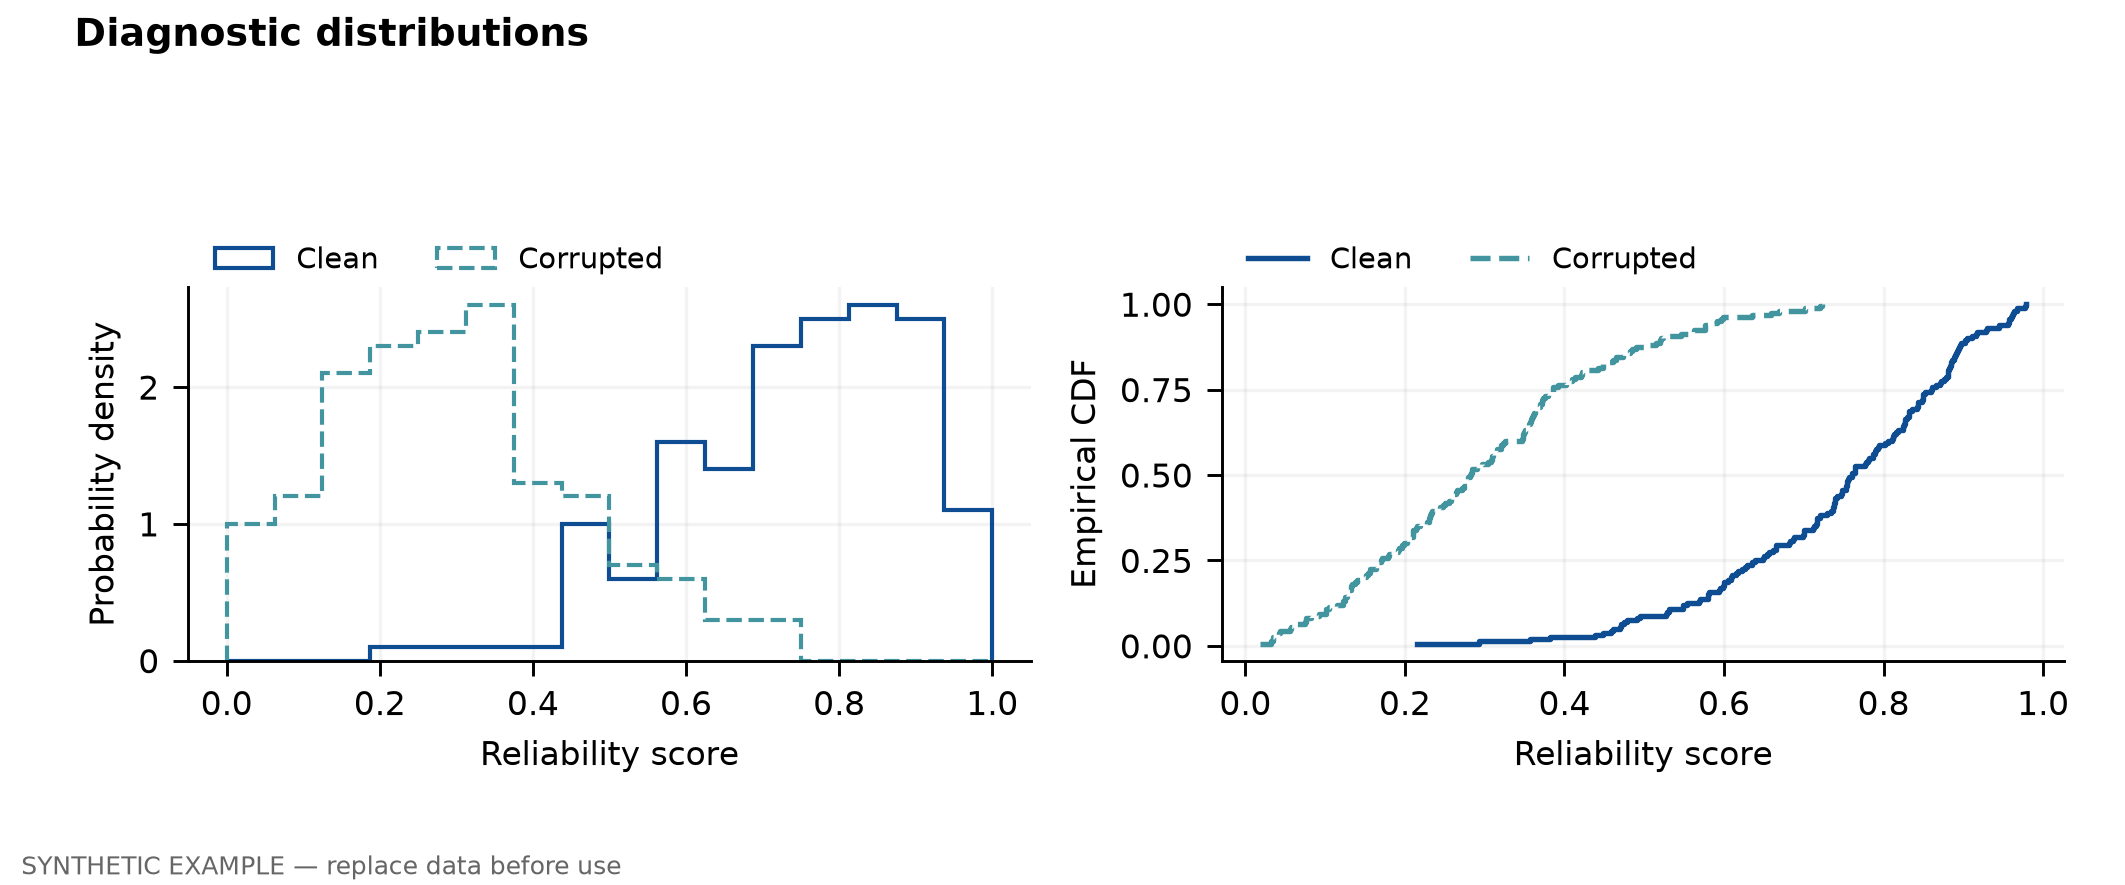 Diagnostic distributions
Clean
Corrupted
Probability density
2
1
0
0.0 0.2 0.4 0.6 0.8 1.0
Reliability score
Clean
Corrupted
Empirical CDF
1.00
0.75
0.50
0.25
0.00
0.0 0.2 0.4 0.6 0.8 1.0
Reliability score
SYNTHETIC EXAMPLE — replace data before use